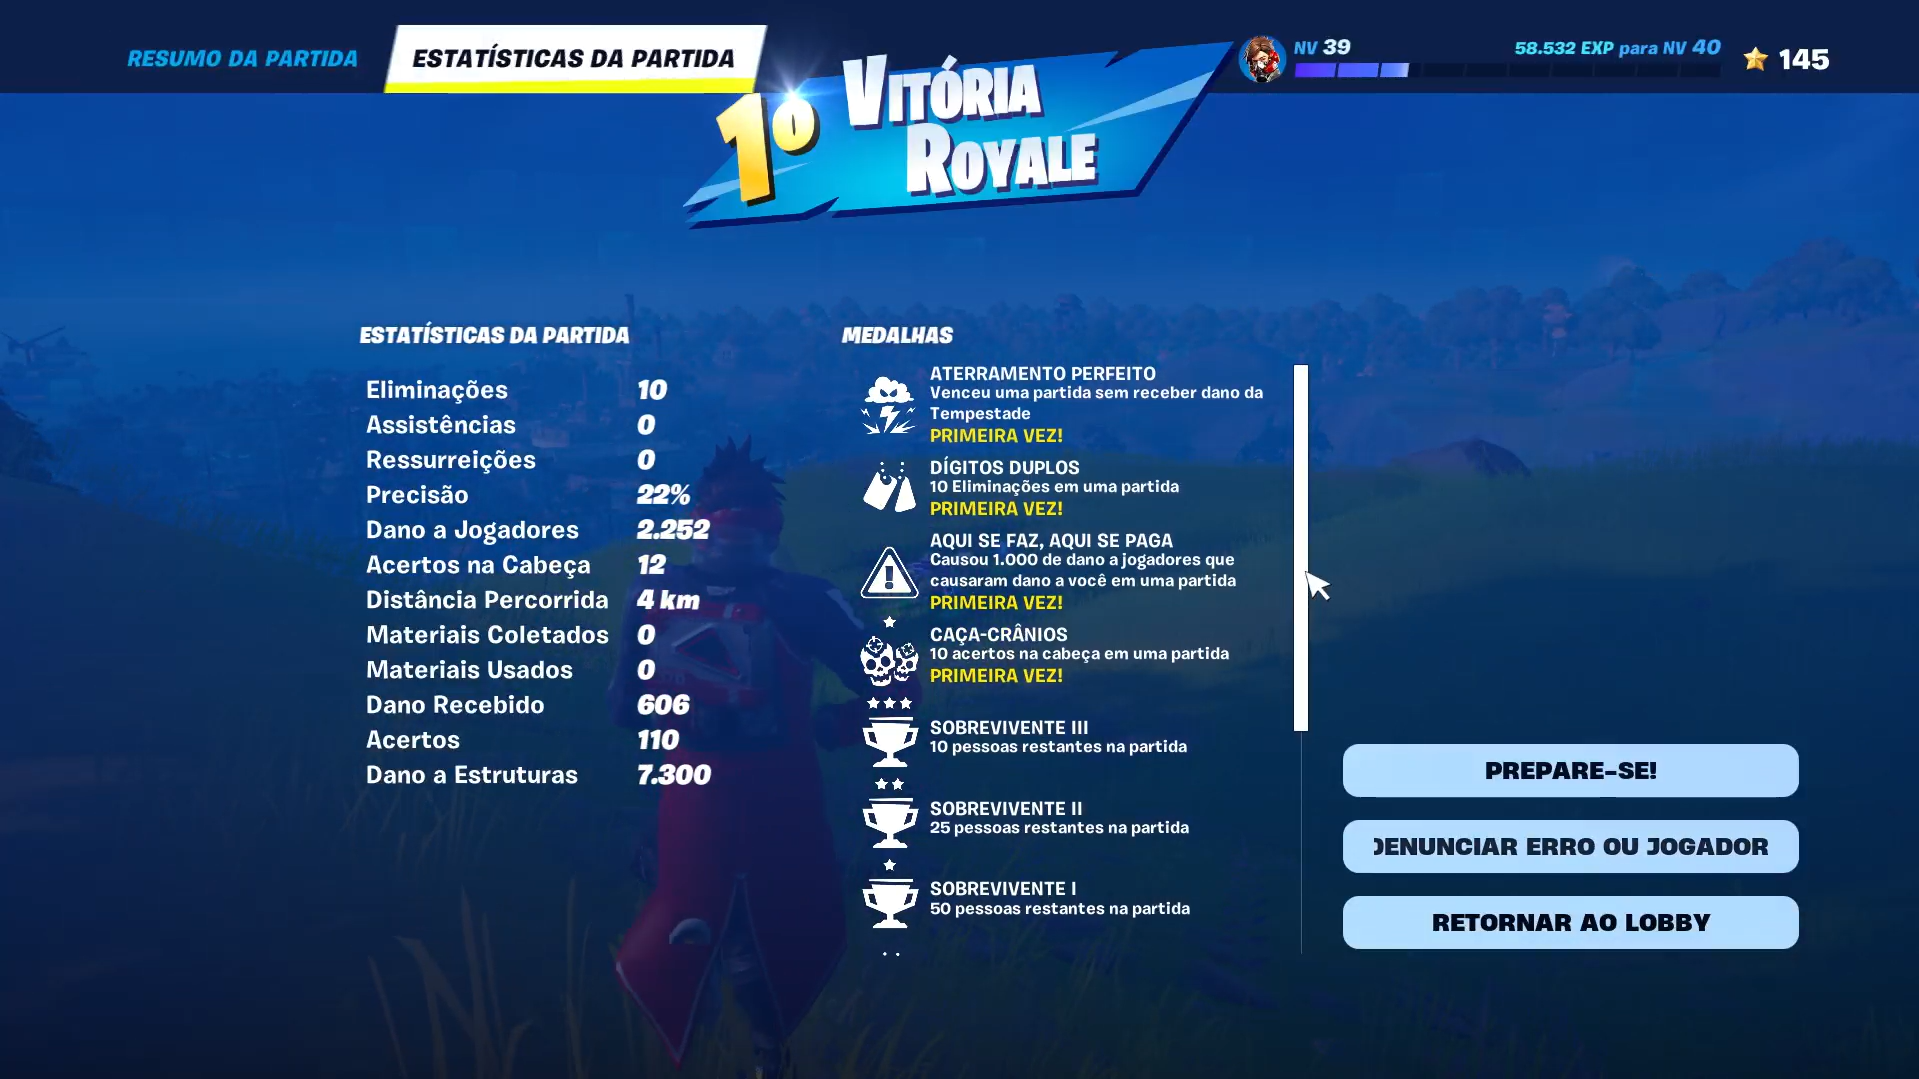 RESUMO DA PARTIDA
ESTATÍSTICAS DA PARTIDA
1º VITÓRIA
ROYALE
NV 39
58.532 EXP para NV 40
145
ESTATÍSTICAS DA PARTIDA
Eliminações 10
Assistências 0
Ressurreições 0
Precisão 22%
Dano a Jogadores 2.252
Acertos na Cabeça 12
Distância Percorrida 4 km
Materiais Coletados 0
Materiais Usados 0
Dano Recebido 606
Acertos 110
Dano a Estruturas 7.300
MEDALHAS
ATERRAMENTO PERFEITO
Venceu uma partida sem receber dano da
Tempestade
PRIMEIRA VEZ!
DÍGITOS DUPLOS
10 Eliminações em uma partida
PRIMEIRA VEZ!
AQUI SE FAZ, AQUI SE PAGA
Causou 1.000 de dano a jogadores que
causaram dano a você em uma partida
PRIMEIRA VEZ!
CAÇA-CRÂNIOS
10 acertos na cabeça em uma partida
PRIMEIRA VEZ!
SOBREVIVENTE III
10 pessoas restantes na partida
SOBREVIVENTE II
25 pessoas restantes na partida
SOBREVIVENTE I
50 pessoas restantes na partida
PREPARE-SE!
DENUNCIAR ERRO OU JOGADOR
RETORNAR AO LOBBY